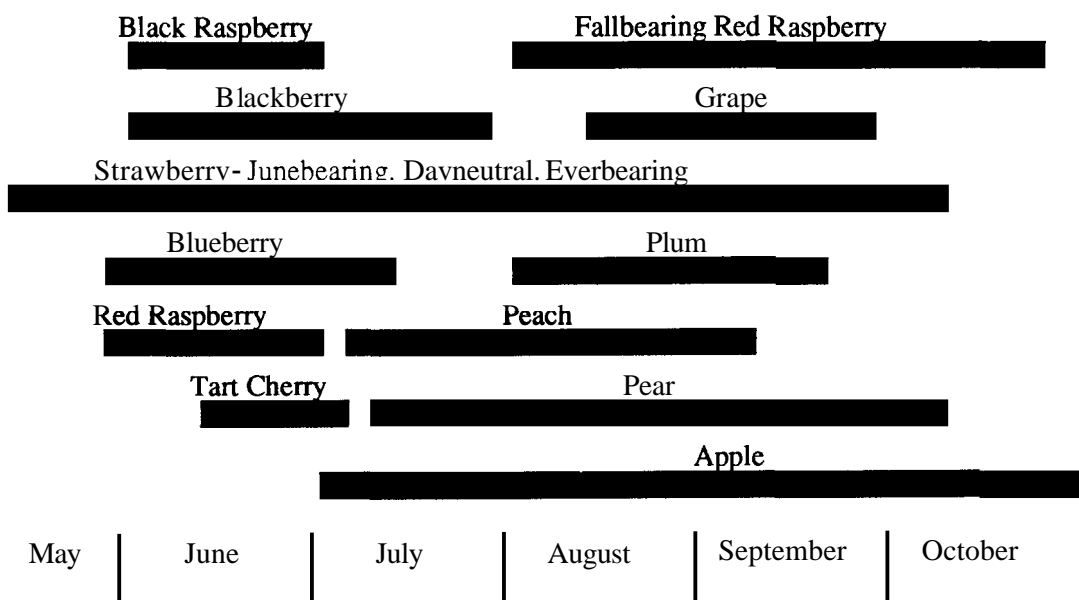 Black Raspberry Fallbearing Red Raspberry
Blackberry Grape
Strawberry- Junebearing. Dayneutral. Everbearing
Blueberry Plum
Red Raspberry Peach
Tart Cherry Pear
Apple
May June July August September October